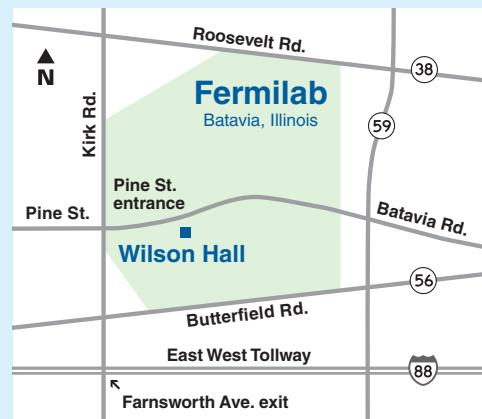 Roosevelt Rd.
38
N
Kirk Rd.
Fermilab
Batavia, Illinois
59
Pine St.
entrance
Pine St.
Batavia Rd.
Wilson Hall
56
Butterfield Rd.
East West Tollway
88
Farnsworth Ave. exit